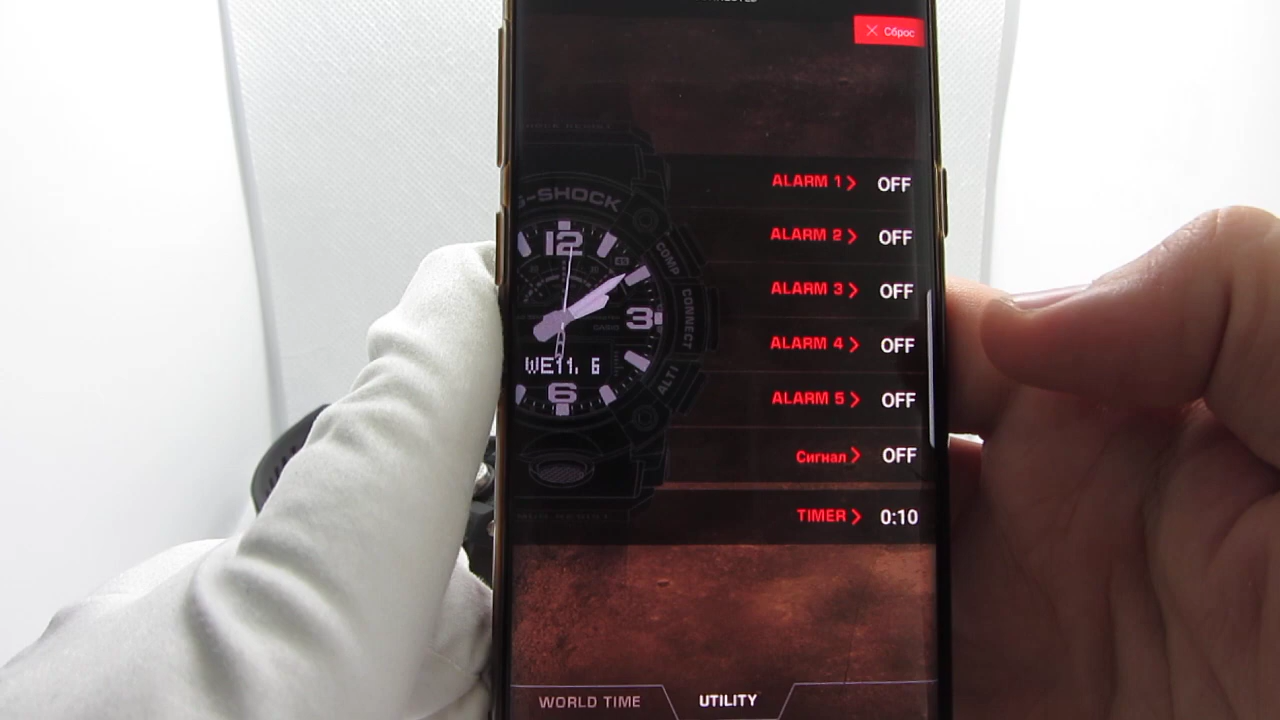 Сброс
ALARM 1 OFF
ALARM 2 OFF
ALARM 3 OFF
ALARM 4 OFF
ALARM 5 OFF
Сигнал OFF
TIMER 0:10
G-SHOCK
12
COMP
3
CONNECT
CASIO
WE11. 6
ALTI
6
WORLD TIME
UTILITY